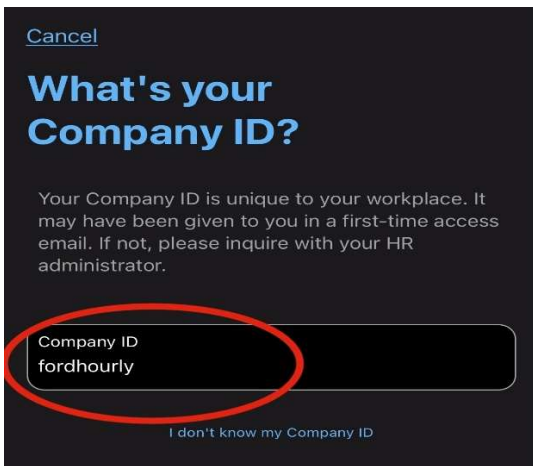 Cancel
What's your
Company ID?
Your Company ID is unique to your workplace. It
may have been given to you in a first-time access
email. If not, please inquire with your HR
administrator.
Company ID
fordhourly
I don't know my Company ID